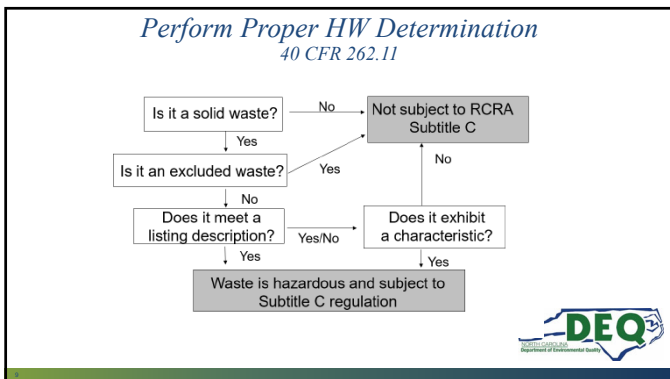 Perform Proper HW Determination
40 CFR 262.11
Is it a solid waste?
No
Not subject to RCRA
Subtitle C
Yes
Is it an excluded waste?
Yes
No
No
Does it meet a
listing description?
Yes/No
Does it exhibit
a characteristic?
Yes
Yes
Waste is hazardous and subject to
Subtitle C regulation
DEQ
NORTH CAROLINA
Department of Environmental Quality
9